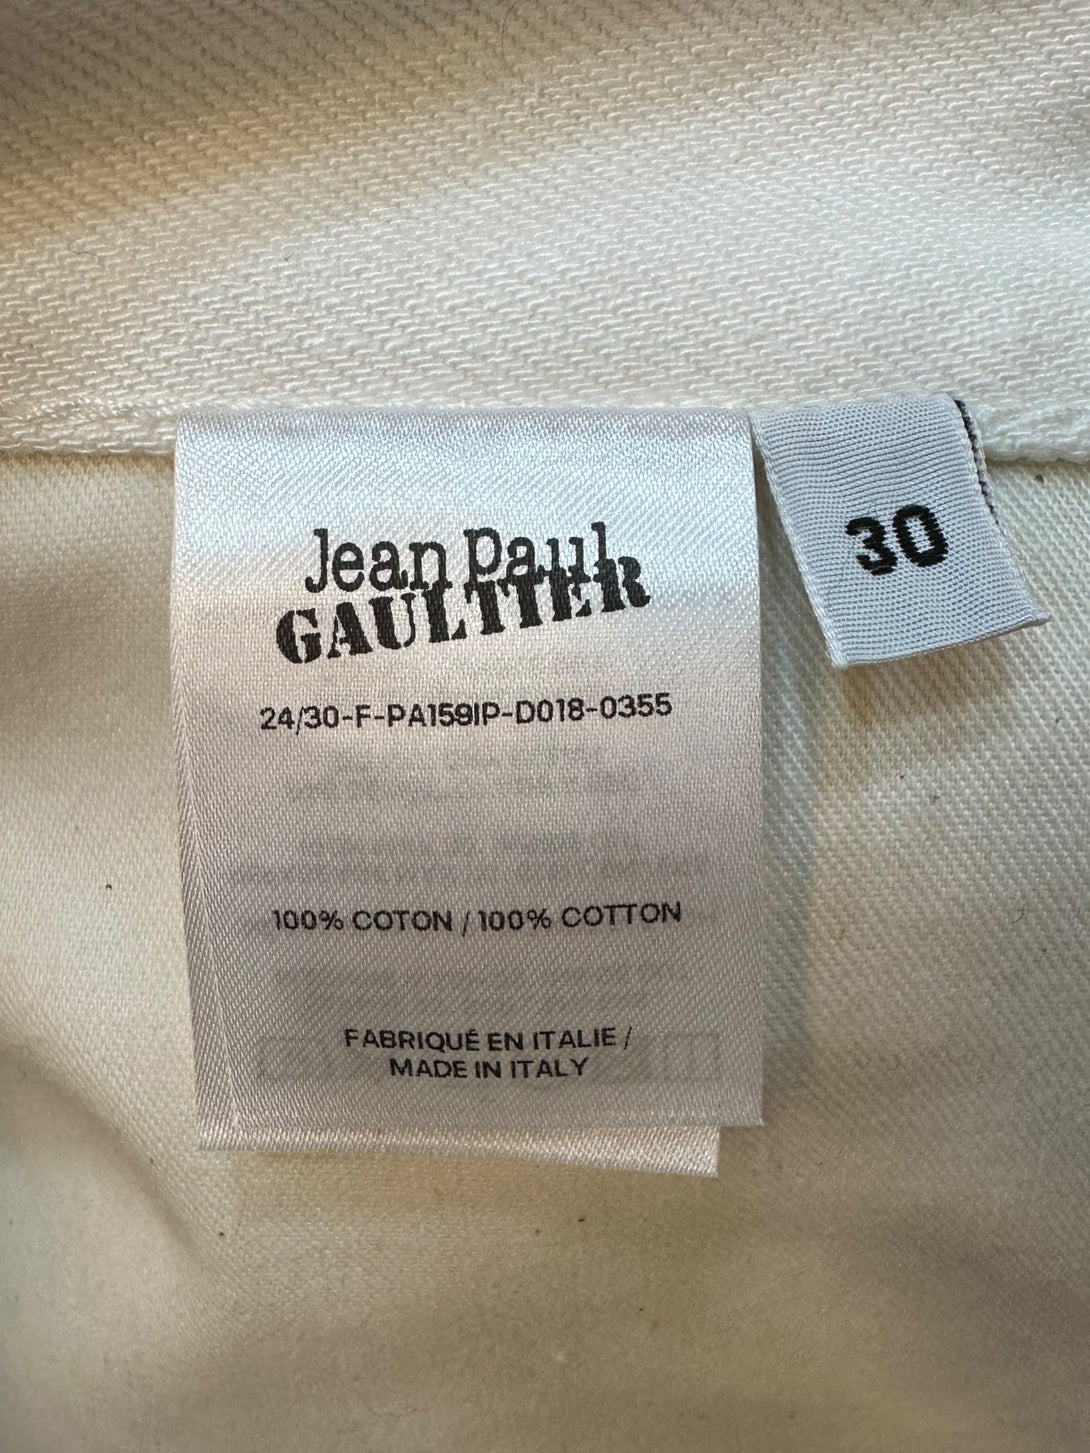 Jean Paul
GAULTIER
24/30-F-PA159IP-D018-0355
100% COTON / 100% COTTON
FABRIQUÉ EN ITALIE /
MADE IN ITALY
30